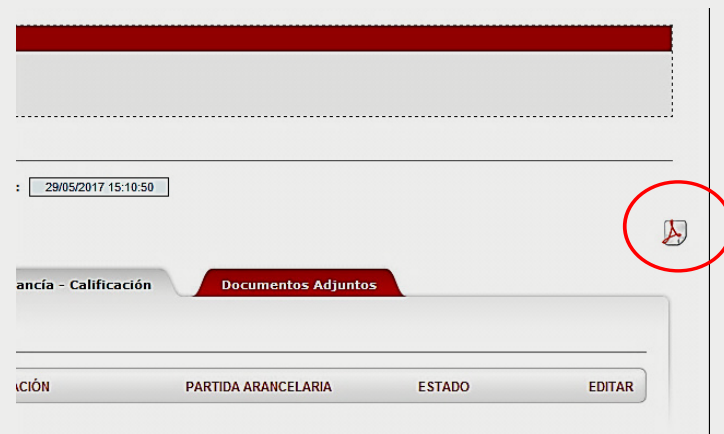 : 29/05/2017 15:10:50
ancía - Calificación Documentos Adjuntos
ACIÓN PARTIDA ARANCELARIA ESTADO EDITAR